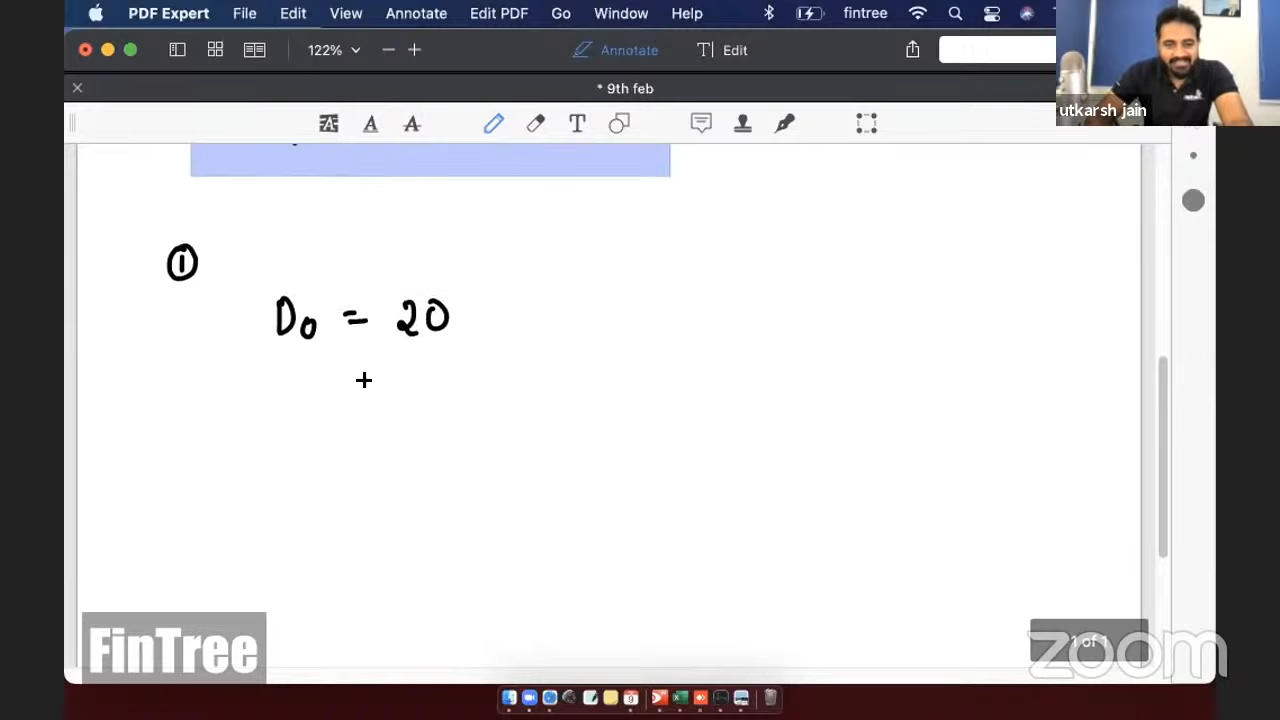 PDF Expert File Edit View Annotate Edit PDF Go Window Help fintree
122% Annotate T Edit
* 9th feb
A A A T
utkarsh jain
①
D₀ = 20
FinTree
1 of 1
zoom